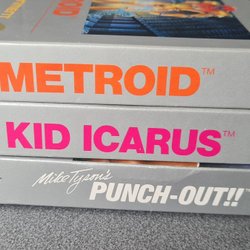 METROID™
KID ICARUS™
Mike Tyson's
PUNCH-OUT!!